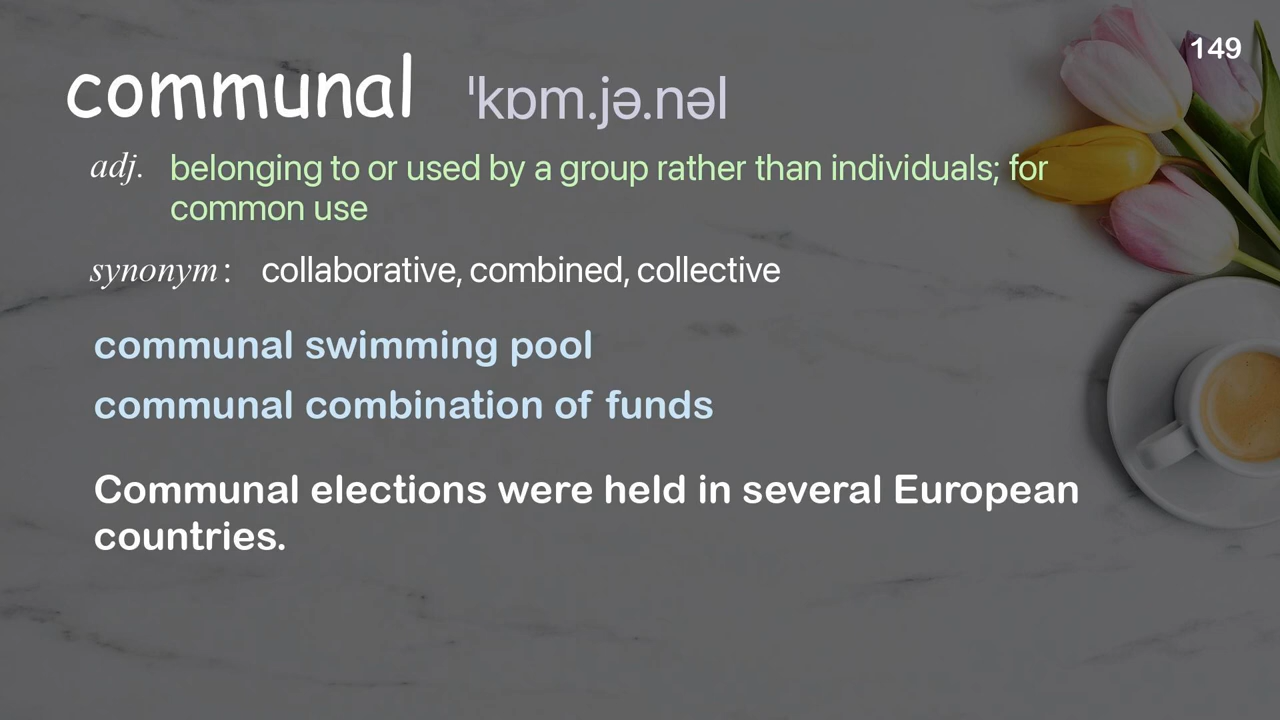 149
communal ˈkɒm.jə.nəl
adj. belonging to or used by a group rather than individuals; for
common use
synonym: collaborative, combined, collective
communal swimming pool
communal combination of funds
Communal elections were held in several European
countries.